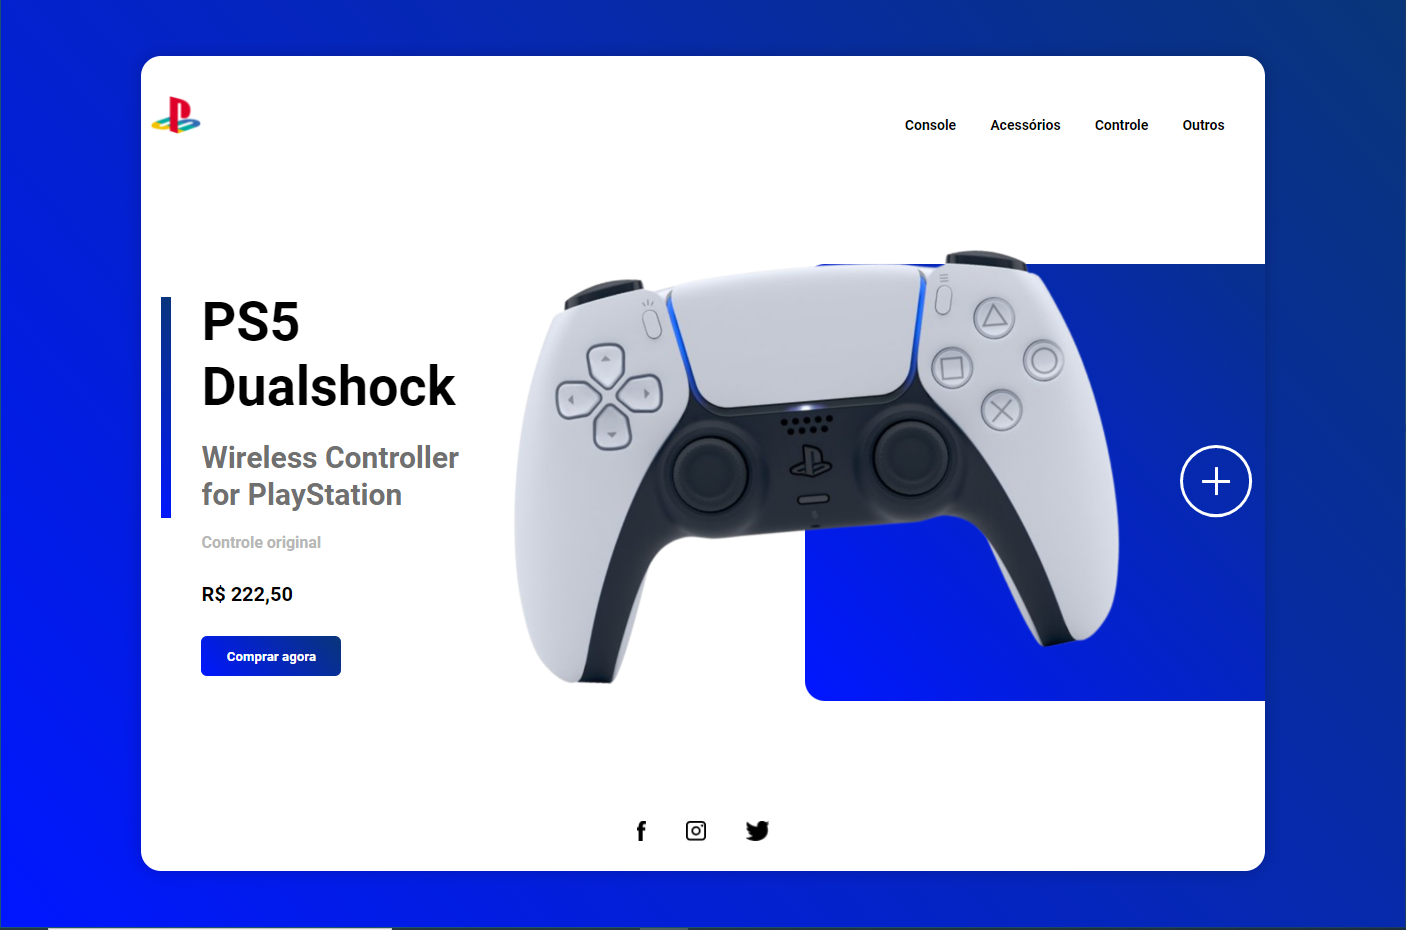 Console Acessórios Controle Outros
PS5
Dualshock
Wireless Controller
for PlayStation
Controle original
R$ 222,50
Comprar agora